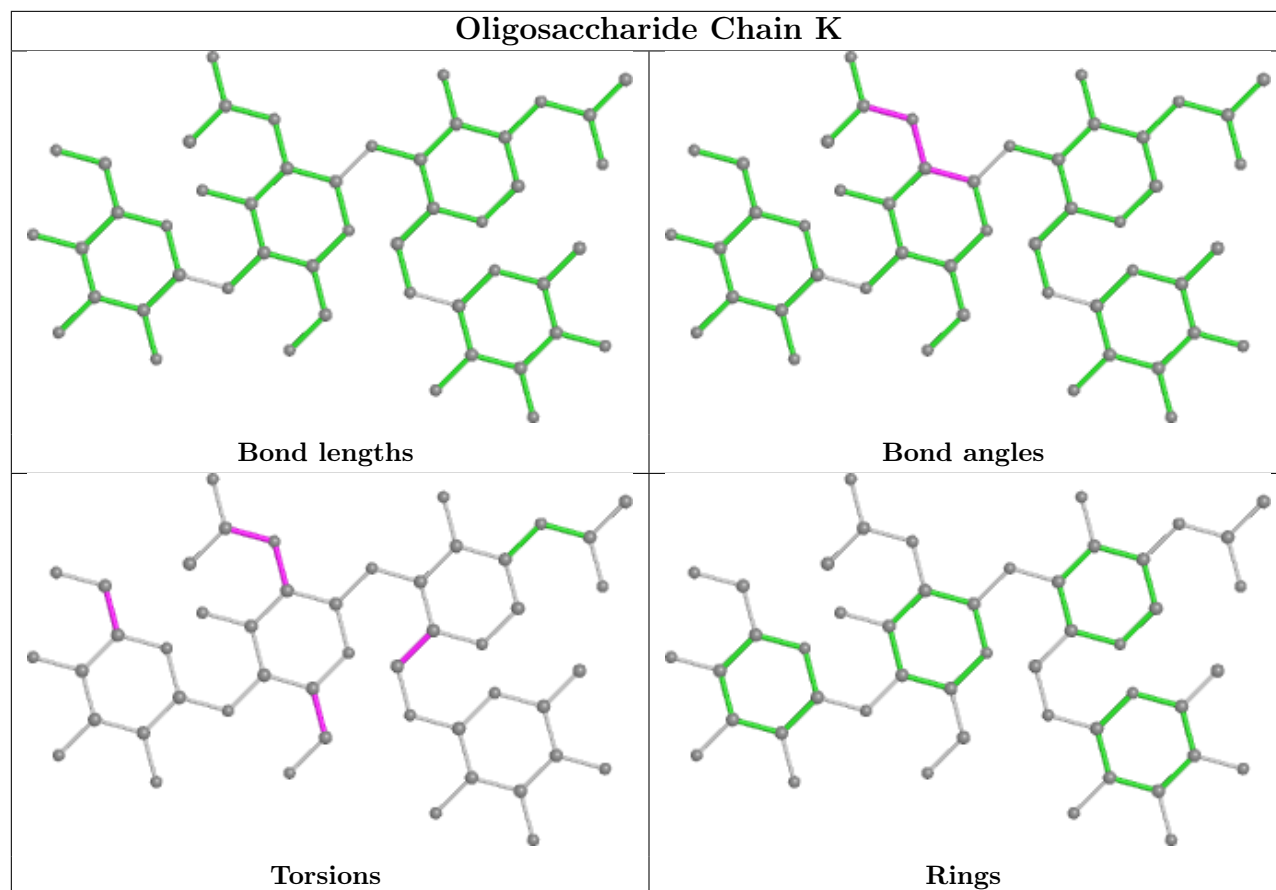 Oligosaccharide Chain K
Bond lengths
Bond angles
Torsions
Rings